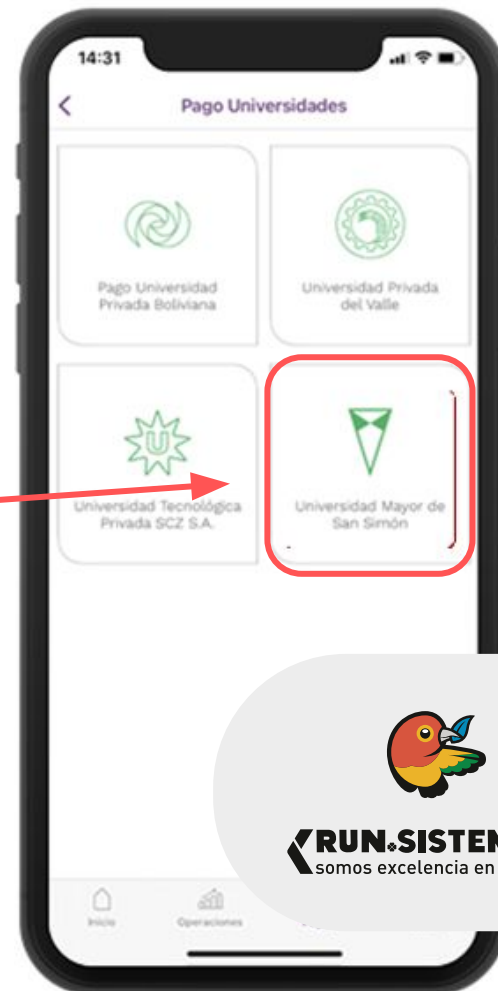 14:31
Pago Universidades
Pago Universidad
Privada Boliviana
Universidad Privada
del Valle
U
Universidad Tecnológica
Privada SCZ S.A.
Universidad Mayor de
San Simón
RUN SISTEM
somos excelencia en
Inicio
Operaciones